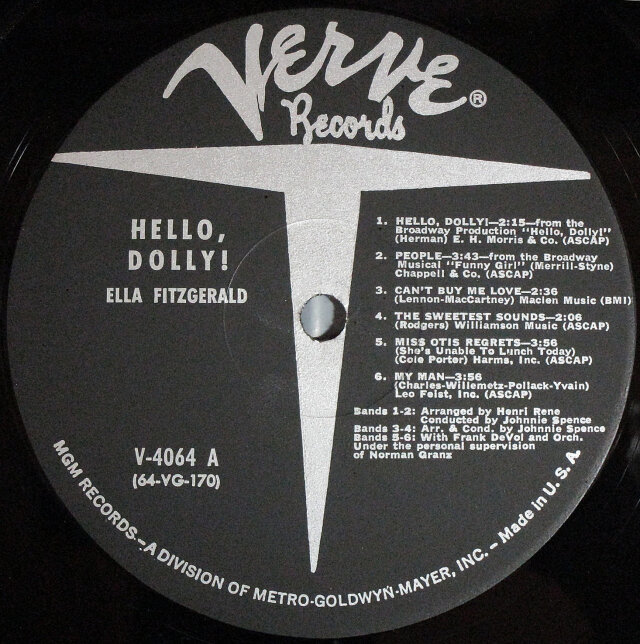 VERVE®
Records
HELLO,
DOLLY!
ELLA FITZGERALD
1. HELLO, DOLLY!—2:15—from the
Broadway Production "Hello, Dolly!"
(Herman) E. H. Morris & Co. (ASCAP)
2. PEOPLE—3:43—from the Broadway
Musical "Funny Girl" (Merrill-Styne)
Chappell & Co. (ASCAP)
3. CAN'T BUY ME LOVE—2:36
(Lennon-MacCartney) Maclen Music (BMI)
4. THE SWEETEST SOUNDS—2:06
(Rodgers) Williamson Music (ASCAP)
5. MISS OTIS REGRETS—3:56
(She's Unable To Lunch Today)
(Cole Porter) Harms, Inc. (ASCAP)
6. MY MAN—3:56
(Charles-Willemetz-Pollack-Yvain)
Leo Feist, Inc. (ASCAP)
Bands 1-2: Arranged by Henri Rene
Conducted by Johnnie Spence
Bands 3-4: Arr. & Cond. by Johnnie Spence
Bands 5-6: With Frank DeVol and Orch.
Under the personal supervision
of Norman Granz
V-4064 A
(64-VG-170)
MGM RECORDS—A DIVISION OF METRO-GOLDWYN-MAYER, INC. – Made in U. S. A.